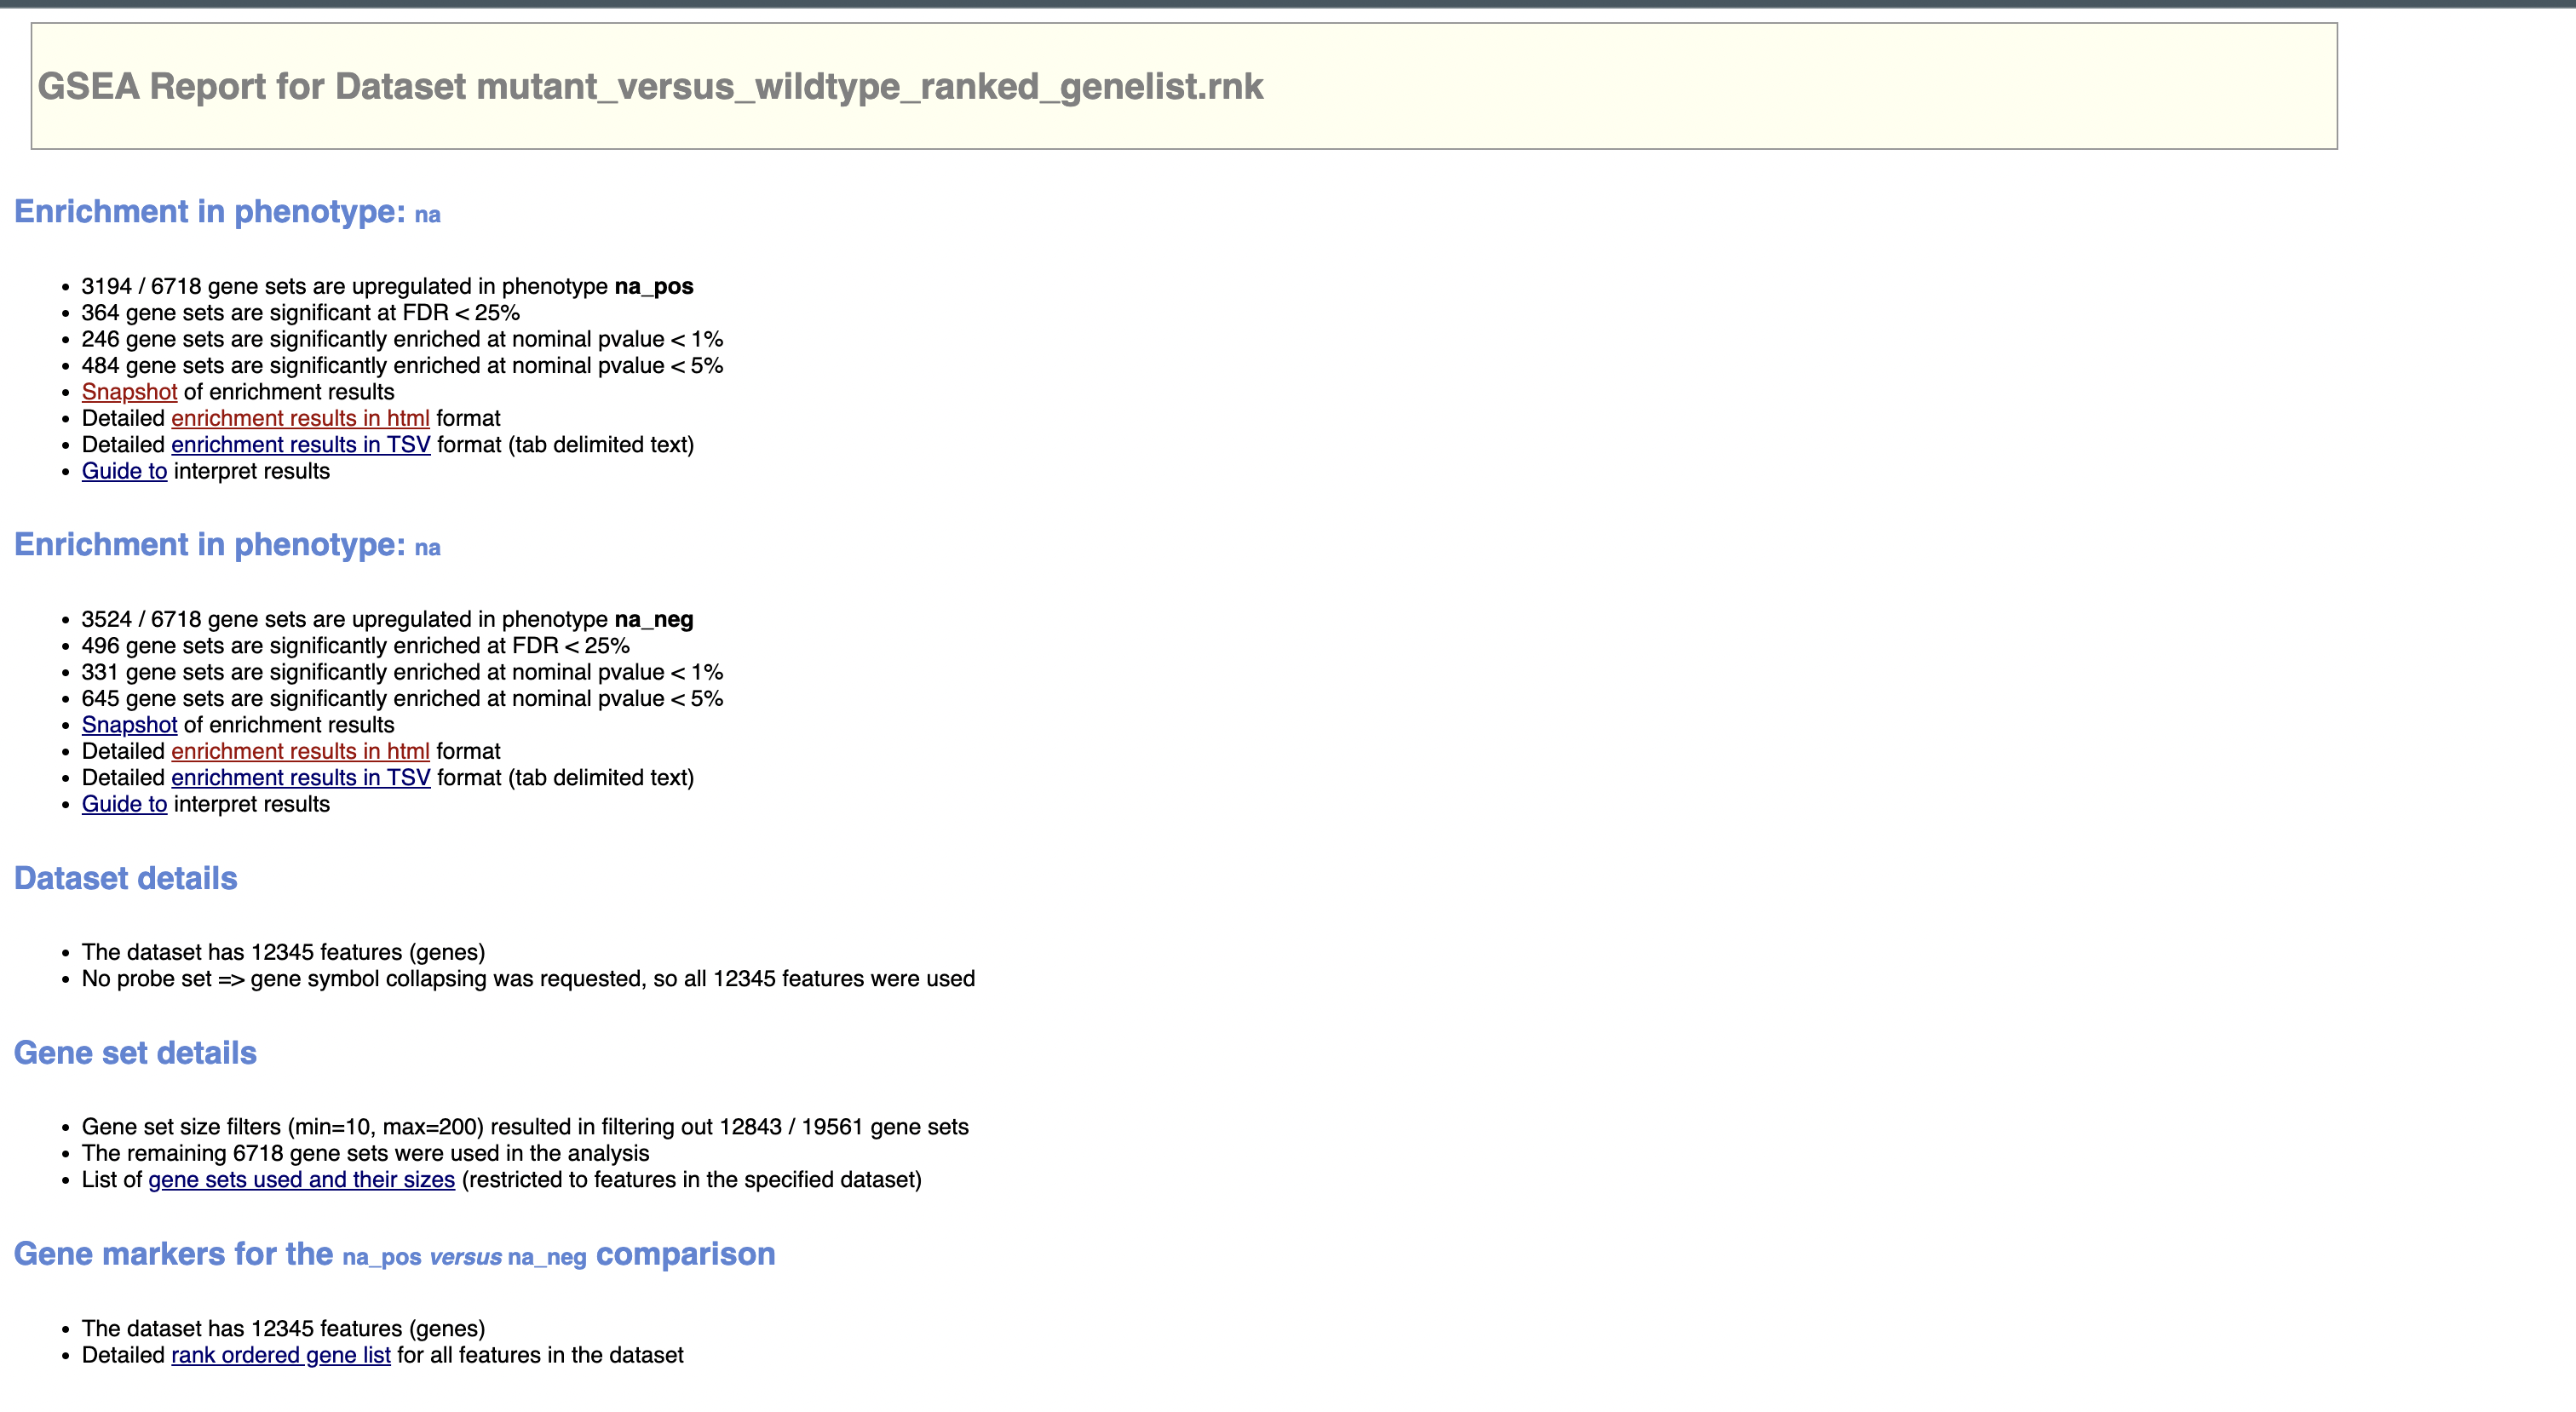 GSEA Report for Dataset mutant_versus_wildtype_ranked_genelist.rnk
Enrichment in phenotype: na
• 3194 / 6718 gene sets are upregulated in phenotype na_pos
• 364 gene sets are significant at FDR < 25%
• 246 gene sets are significantly enriched at nominal pvalue < 1%
• 484 gene sets are significantly enriched at nominal pvalue < 5%
• Snapshot of enrichment results
• Detailed enrichment results in html format
• Detailed enrichment results in TSV format (tab delimited text)
• Guide to interpret results
Enrichment in phenotype: na
• 3524 / 6718 gene sets are upregulated in phenotype na_neg
• 496 gene sets are significantly enriched at FDR < 25%
• 331 gene sets are significantly enriched at nominal pvalue < 1%
• 645 gene sets are significantly enriched at nominal pvalue < 5%
• Snapshot of enrichment results
• Detailed enrichment results in html format
• Detailed enrichment results in TSV format (tab delimited text)
• Guide to interpret results
Dataset details
• The dataset has 12345 features (genes)
• No probe set => gene symbol collapsing was requested, so all 12345 features were used
Gene set details
• Gene set size filters (min=10, max=200) resulted in filtering out 12843 / 19561 gene sets
• The remaining 6718 gene sets were used in the analysis
• List of gene sets used and their sizes (restricted to features in the specified dataset)
Gene markers for the na_pos versus na_neg comparison
• The dataset has 12345 features (genes)
• Detailed rank ordered gene list for all features in the dataset